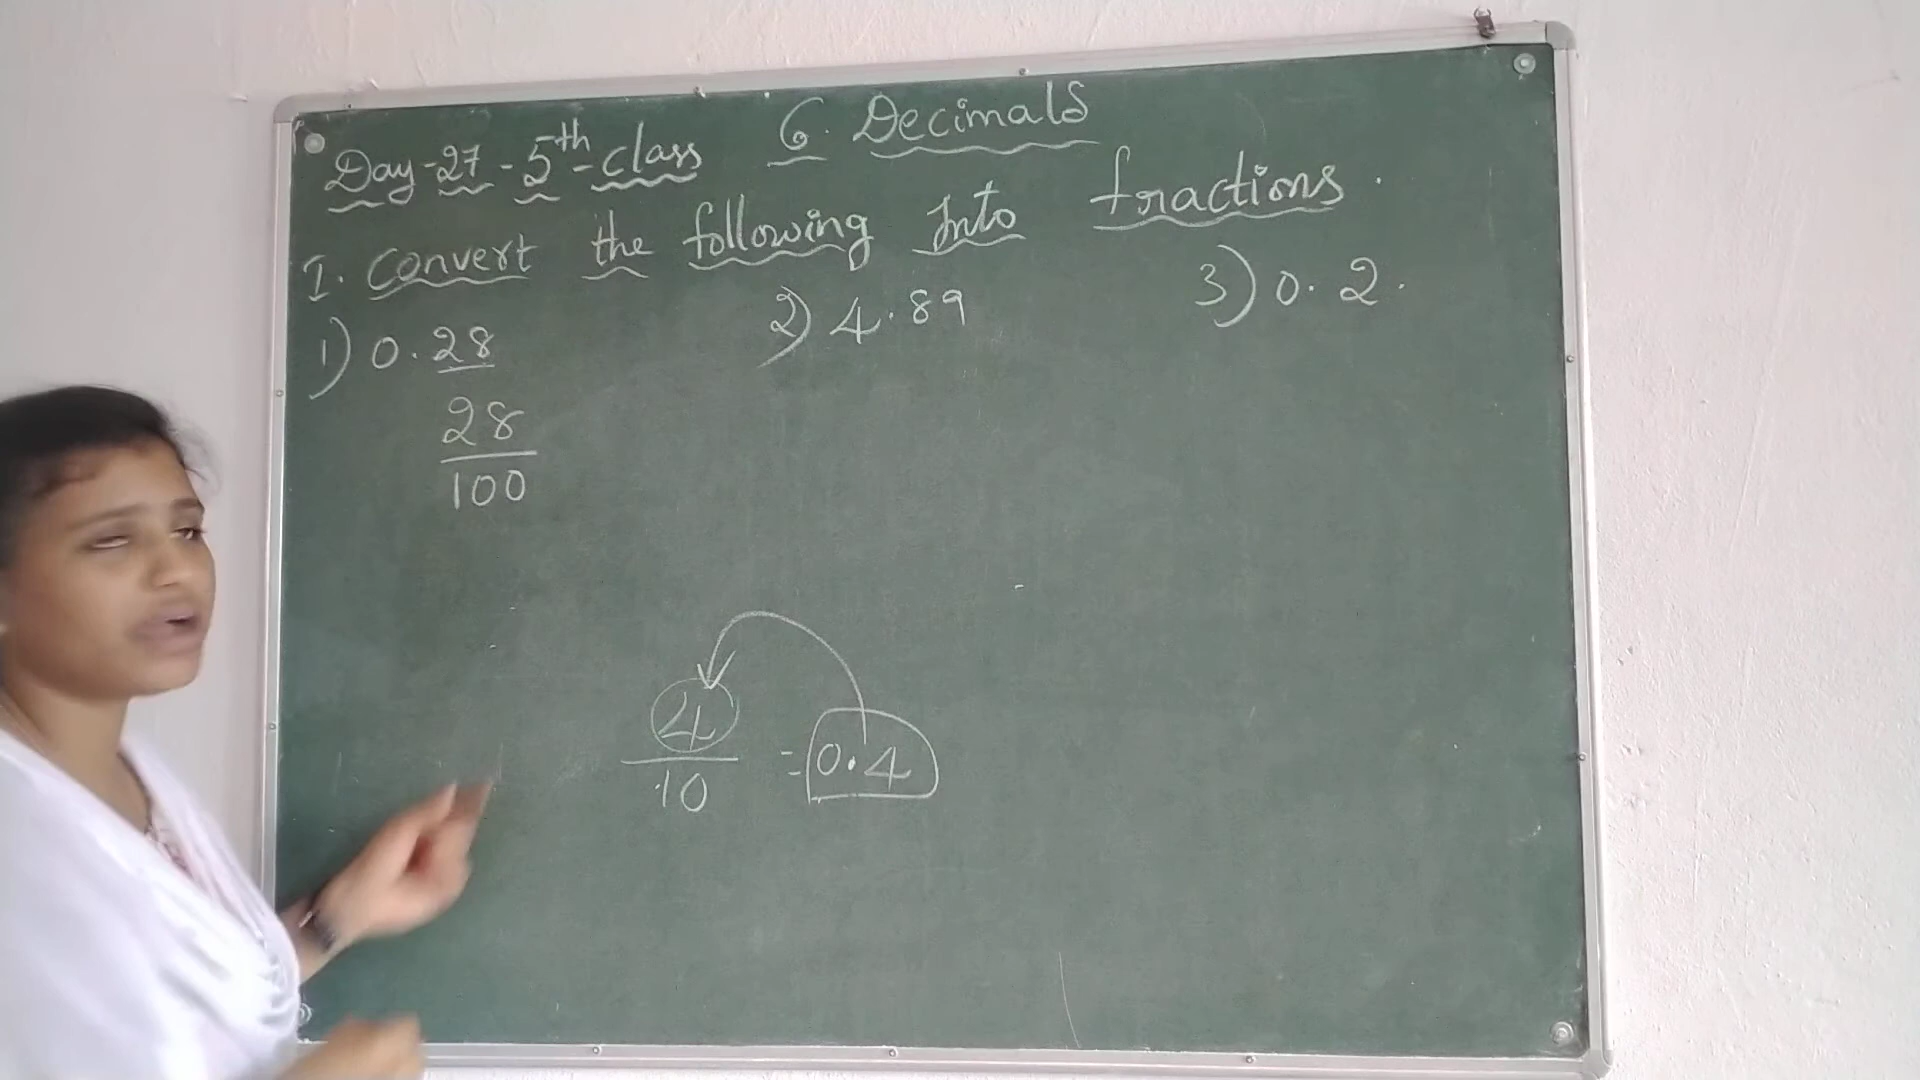 Day-27-5th-class 6. Decimals
I. Convert the following Into fractions.
1) 0.28 2) 4.89 3) 0.2.
28
100
4
10 = 0.4